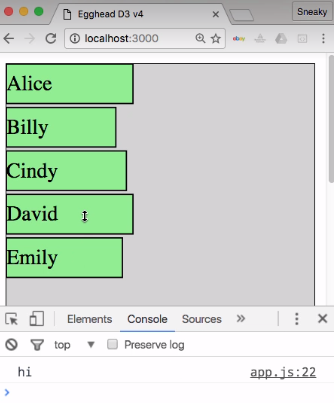 Egghead D3 v4
Sneaky
localhost:3000
ebay
Alice
Billy
Cindy
David
Emily
Elements Console Sources
top Preserve log
hi app.js:22